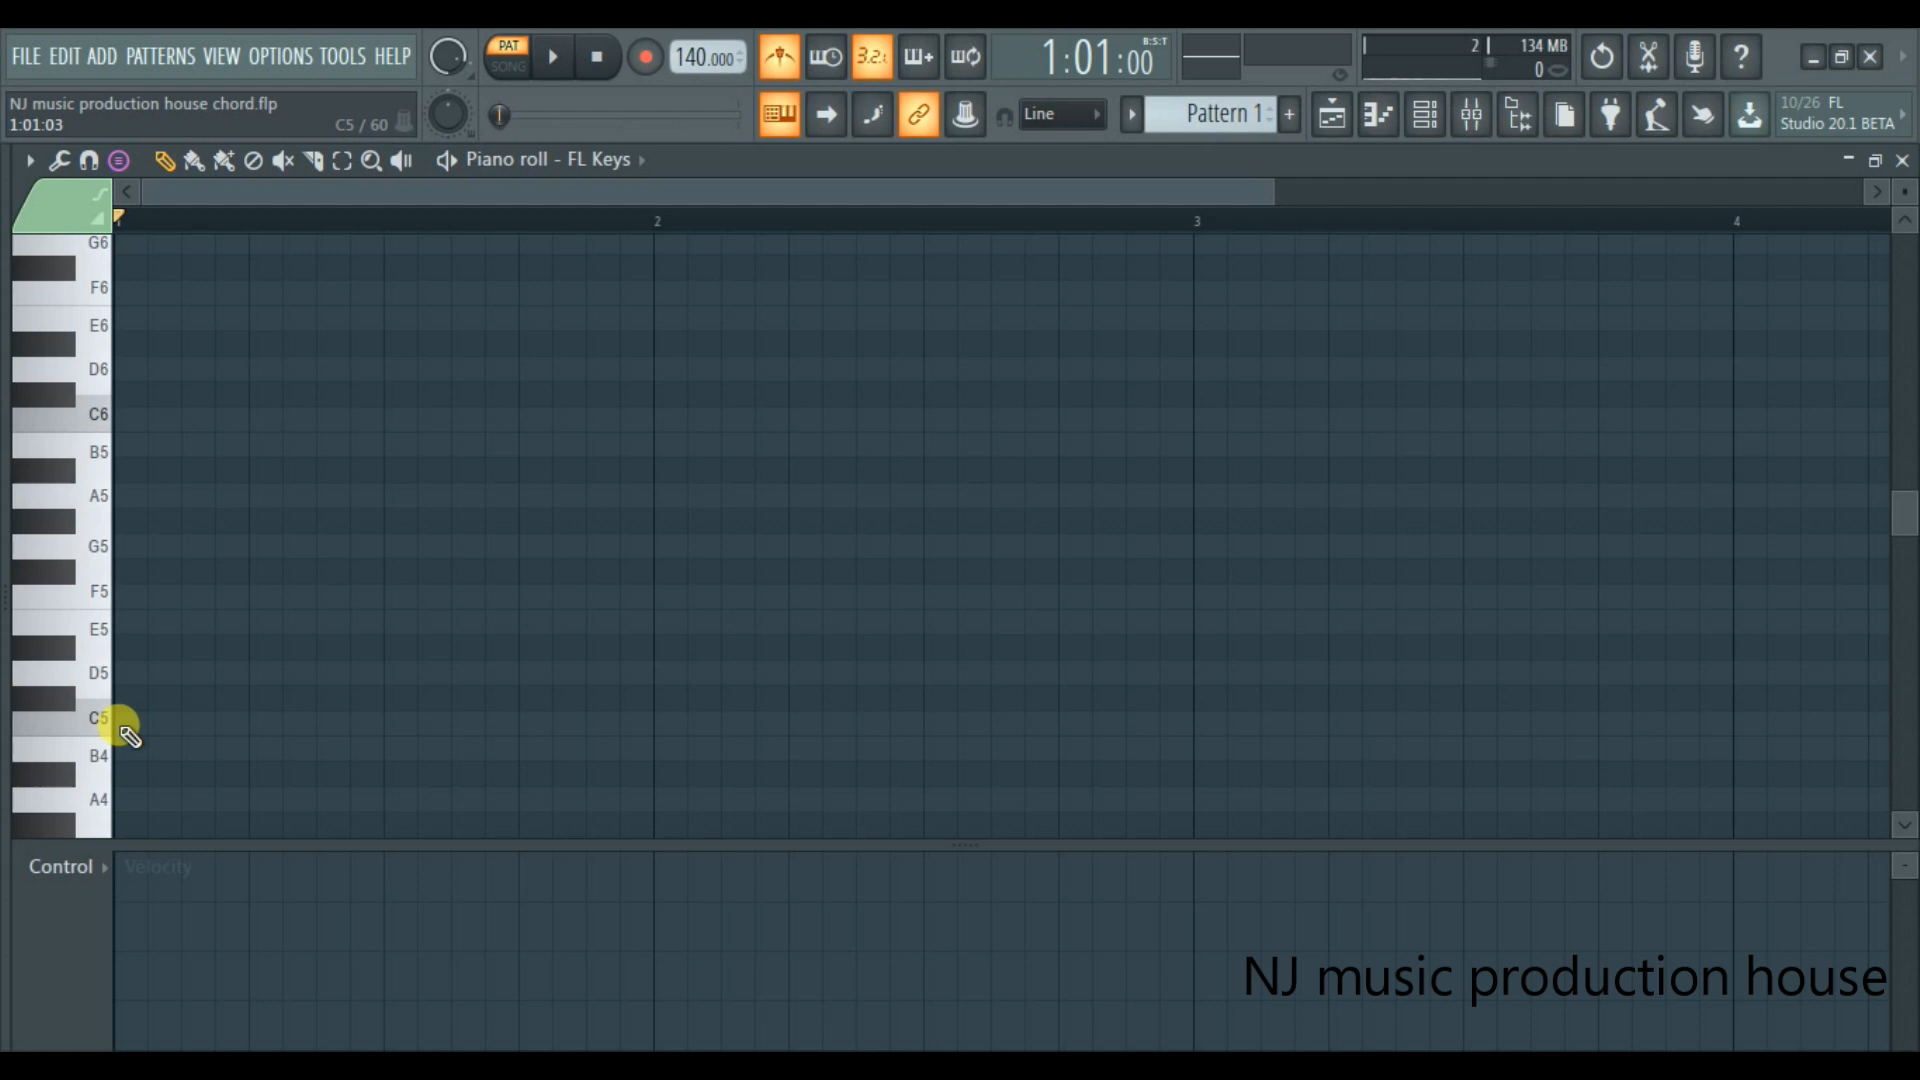 FILE EDIT ADD PATTERNS VIEW OPTIONS TOOLS HELP
PAT
SONG
140.000
3.2.
1:01:00
B:S:T
2
134 MB
0
NJ music production house chord.flp
1:01:03
C5 / 60
Line
Pattern 1
+
10/26 FL
Studio 20.1 BETA
Piano roll - FL Keys
1
2
3
4
G6
F6
E6
D6
C6
B5
A5
G5
F5
E5
D5
C5
B4
A4
Control
Velocity
NJ music production house